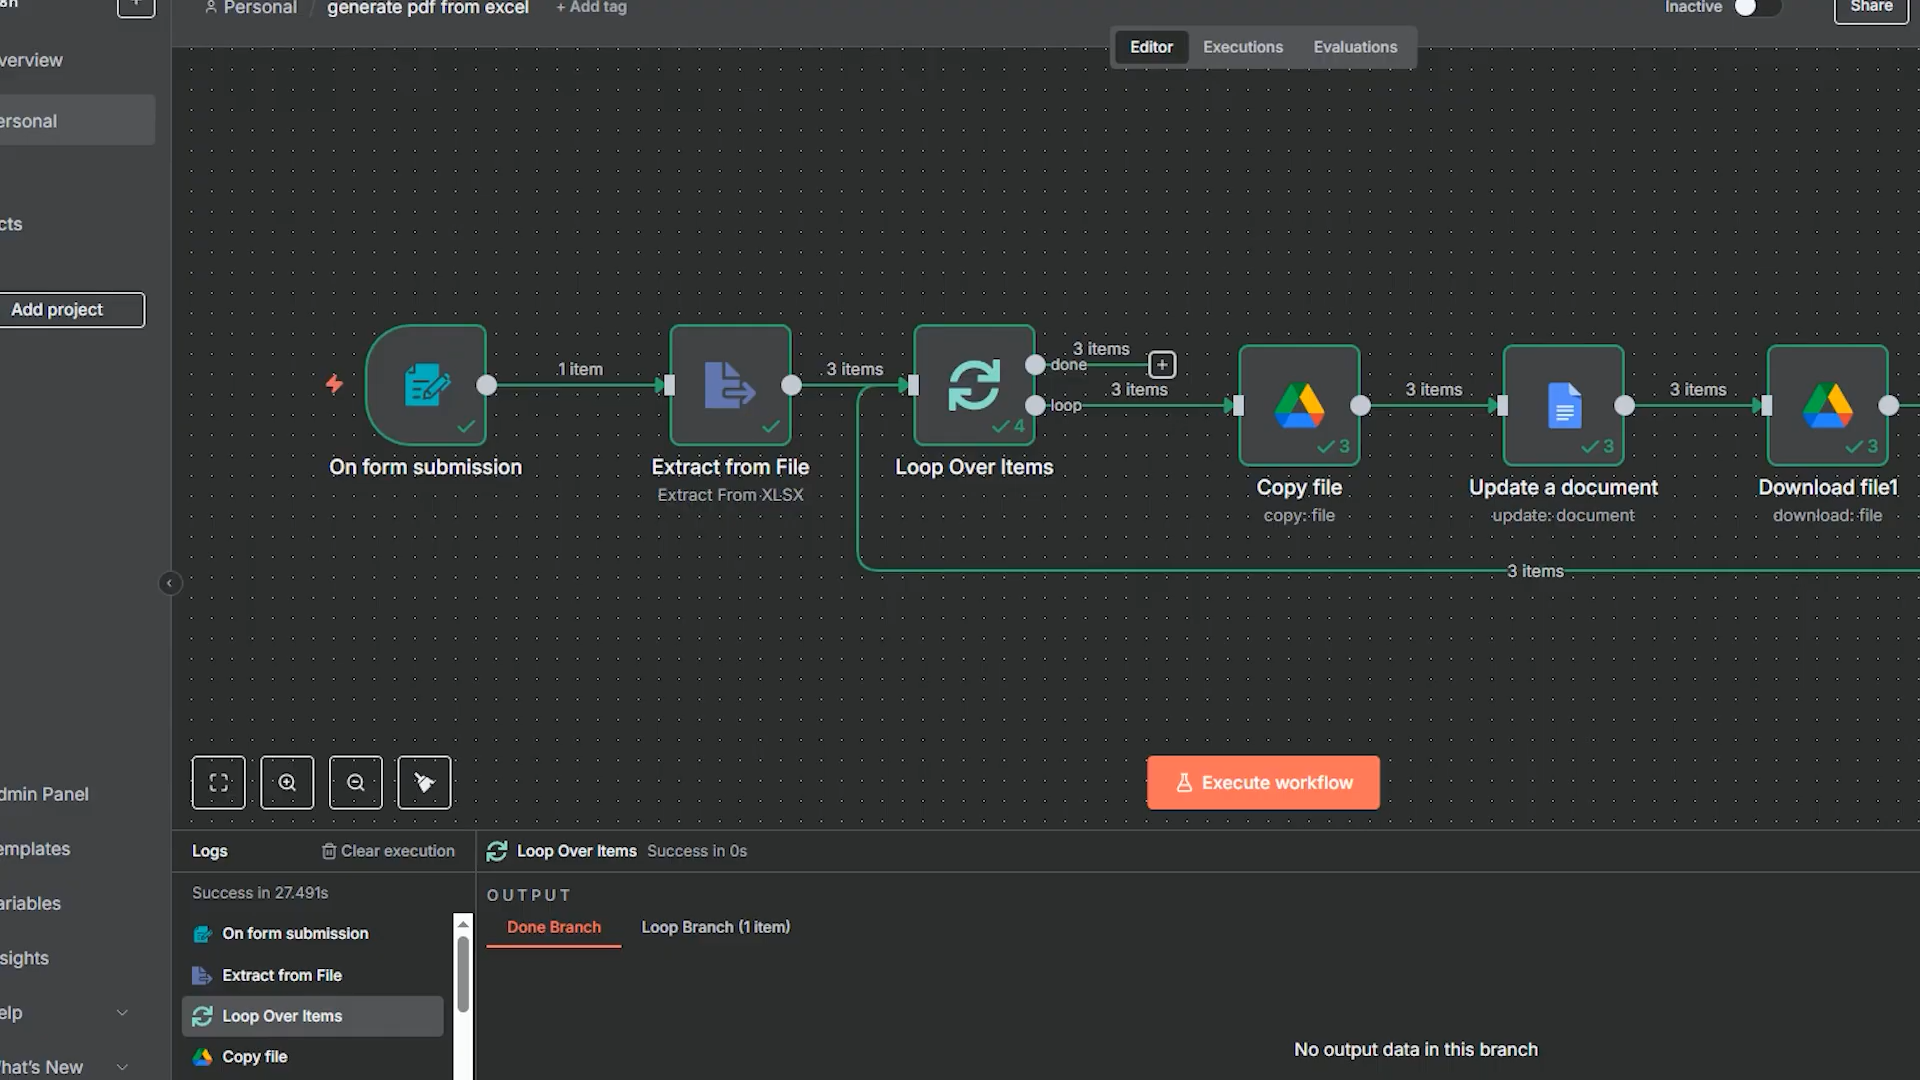 8n
Personal / generate pdf from excel + Add tag
Inactive
Share
Editor Executions Evaluations
verview
ersonal
cts
Add project
dmin Panel
emplates
ariables
sights
elp
hat's New
1 item
3 items
3 items
done
3 items
loop
3 items
3 items
4
3
3
3
On form submission
Extract from File
Extract From XLSX
Loop Over Items
Copy file
copy: file
Update a document
update: document
Download file1
download: file
3 items
Execute workflow
Logs
Clear execution
Loop Over Items Success in 0s
Success in 27.491s
On form submission
Extract from File
Loop Over Items
Copy file
OUTPUT
Done Branch
Loop Branch (1 item)
No output data in this branch